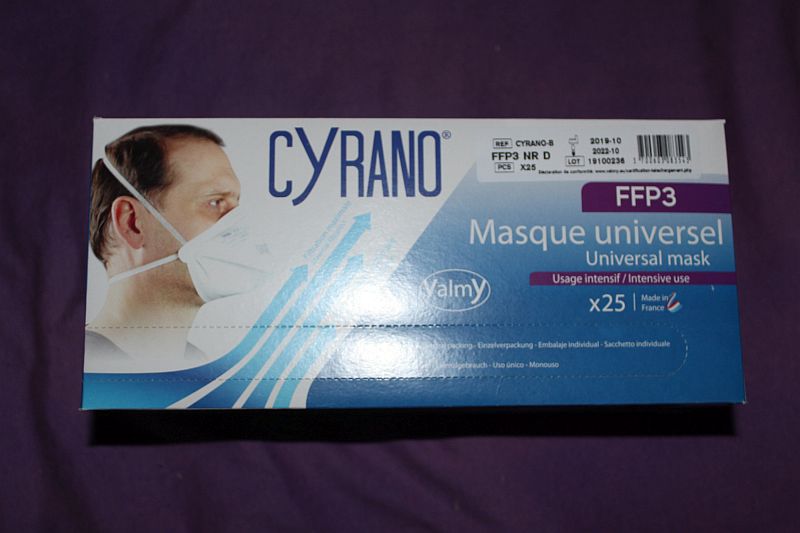 CYRANO®
REF CYRANO-B
FFP3 NR D
PCS X25
2019-10
2022-10
LOT 19100236
FFP3
Masque universel
Universal mask
Usage intensif / Intensive use
Valmy
x25
Made in
France
packing - Einzelverpackung - Embalaje individual - Sacchetto individuale
- Uso único - Monouso